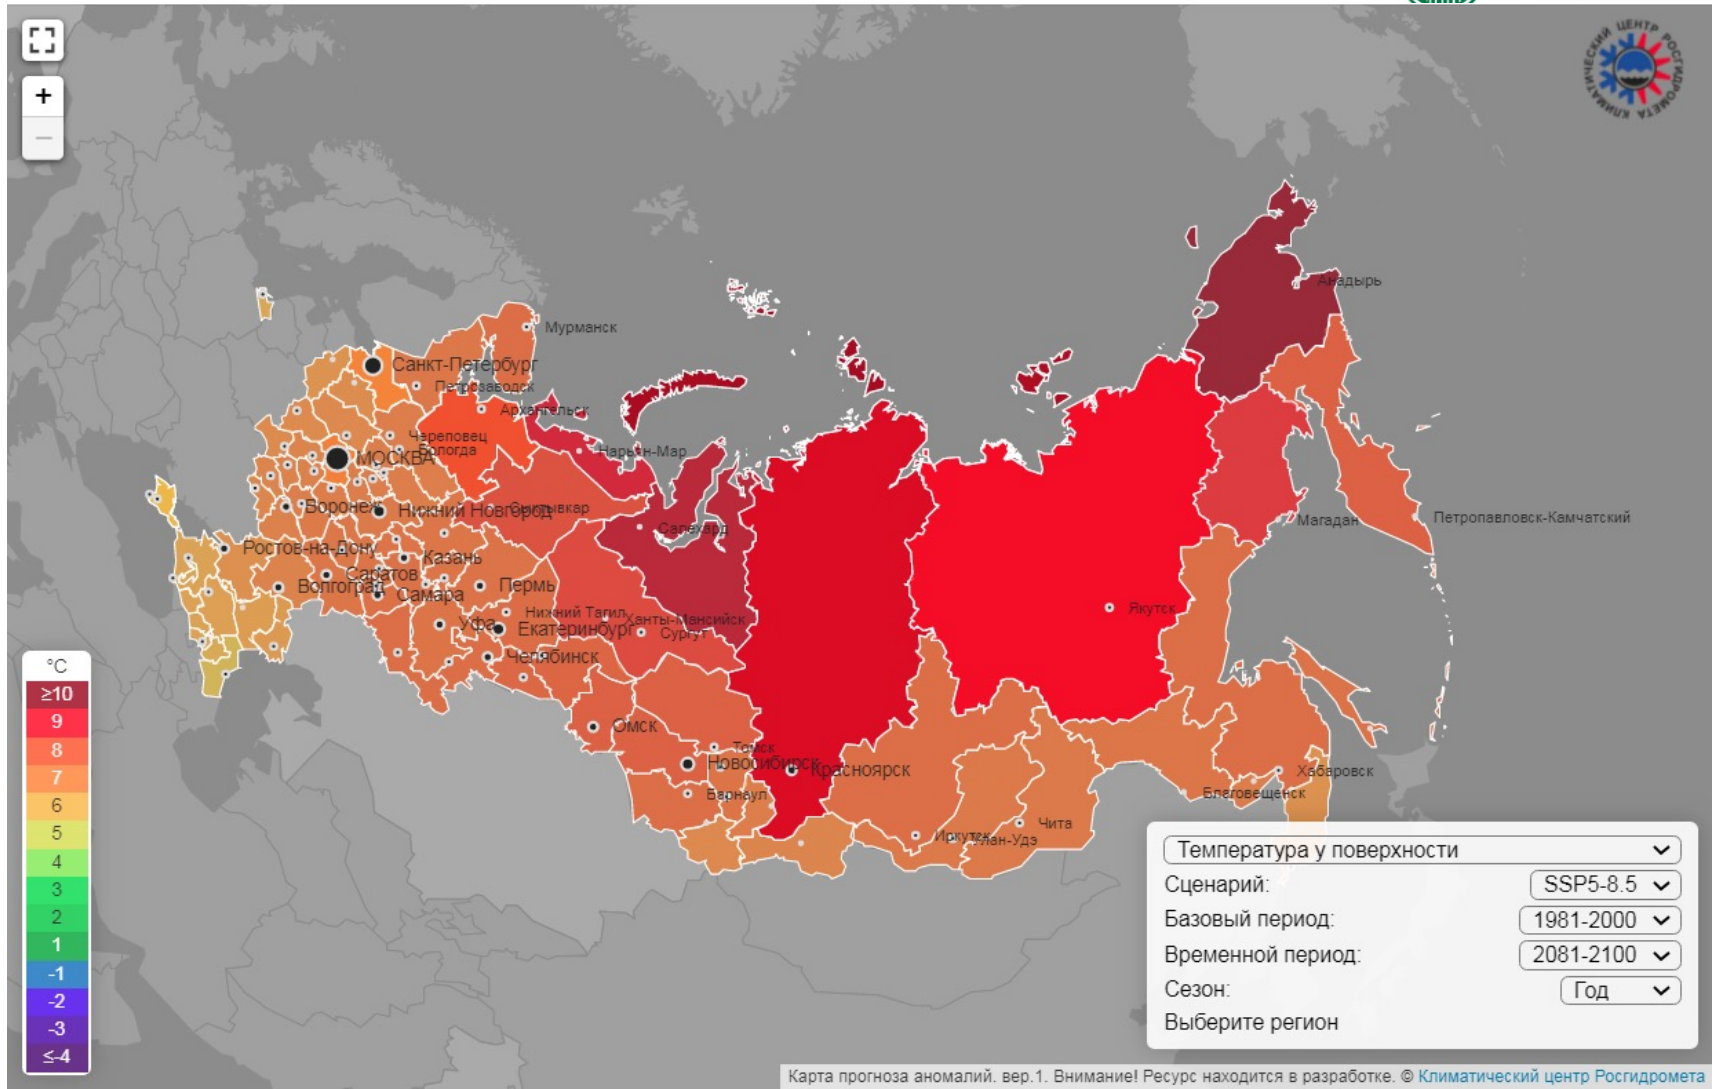 КЛИМАТИЧЕСКИЙ ЦЕНТР РОСГИДРОМЕТА
+
−
Анадырь
Мурманск
Санкт-Петербург
Петрозаводск
Архангельск
Череповец
Вологда
Нарьян-Мар
МОСКВА
Воронеж
Нижний Новгород
Сыктывкар
Салехард
Магадан
Петропавловск-Камчатский
Ростов-на-Дону
Казань
Саратов
Волгоград
Самара
Пермь
Якутск
Нижний Тагил
Ханты-Мансийск
Уфа
Екатеринбург
Сургут
Челябинск
Омск
Томск
Новосибирск
Красноярск
Хабаровск
Барнаул
Благовещенск
Чита
Иркутск
Улан-Удэ
°C
≥10
9
8
7
6
5
4
3
2
1
-1
-2
-3
≤-4
Температура у поверхности
Сценарий: SSP5-8.5
Базовый период: 1981-2000
Временной период: 2081-2100
Сезон: Год
Выберите регион
Карта прогноза аномалий. вер.1. Внимание! Ресурс находится в разработке. © Климатический центр Росгидромета